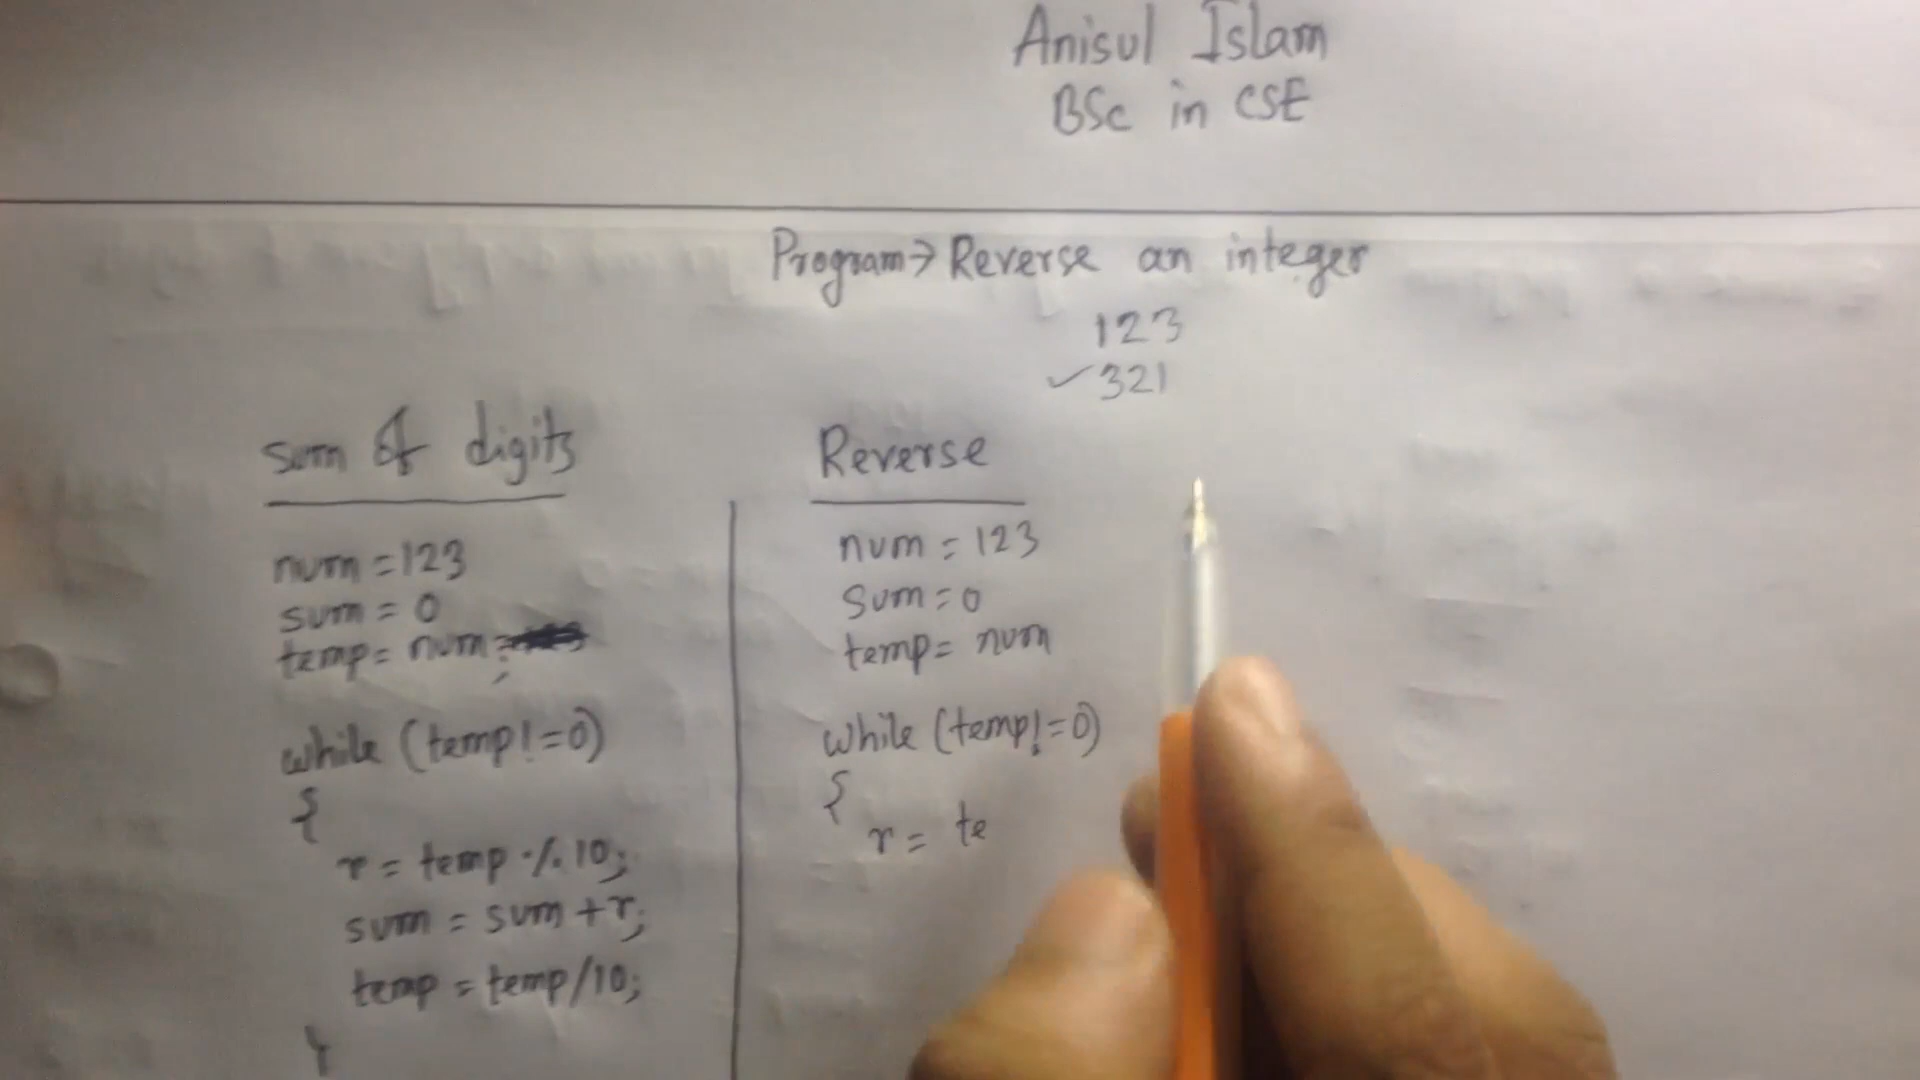 Anisul Islam
BSc in CSE
Program→ Reverse an integer
123
✓321
Sum of digits
num = 123
sum = 0
temp = num;
while (temp != 0)
{
r = temp % 10;
sum = sum + r;
temp = temp/10;
}
Reverse
num = 123
sum = 0
temp = num
while (temp! = 0)
{
r = te